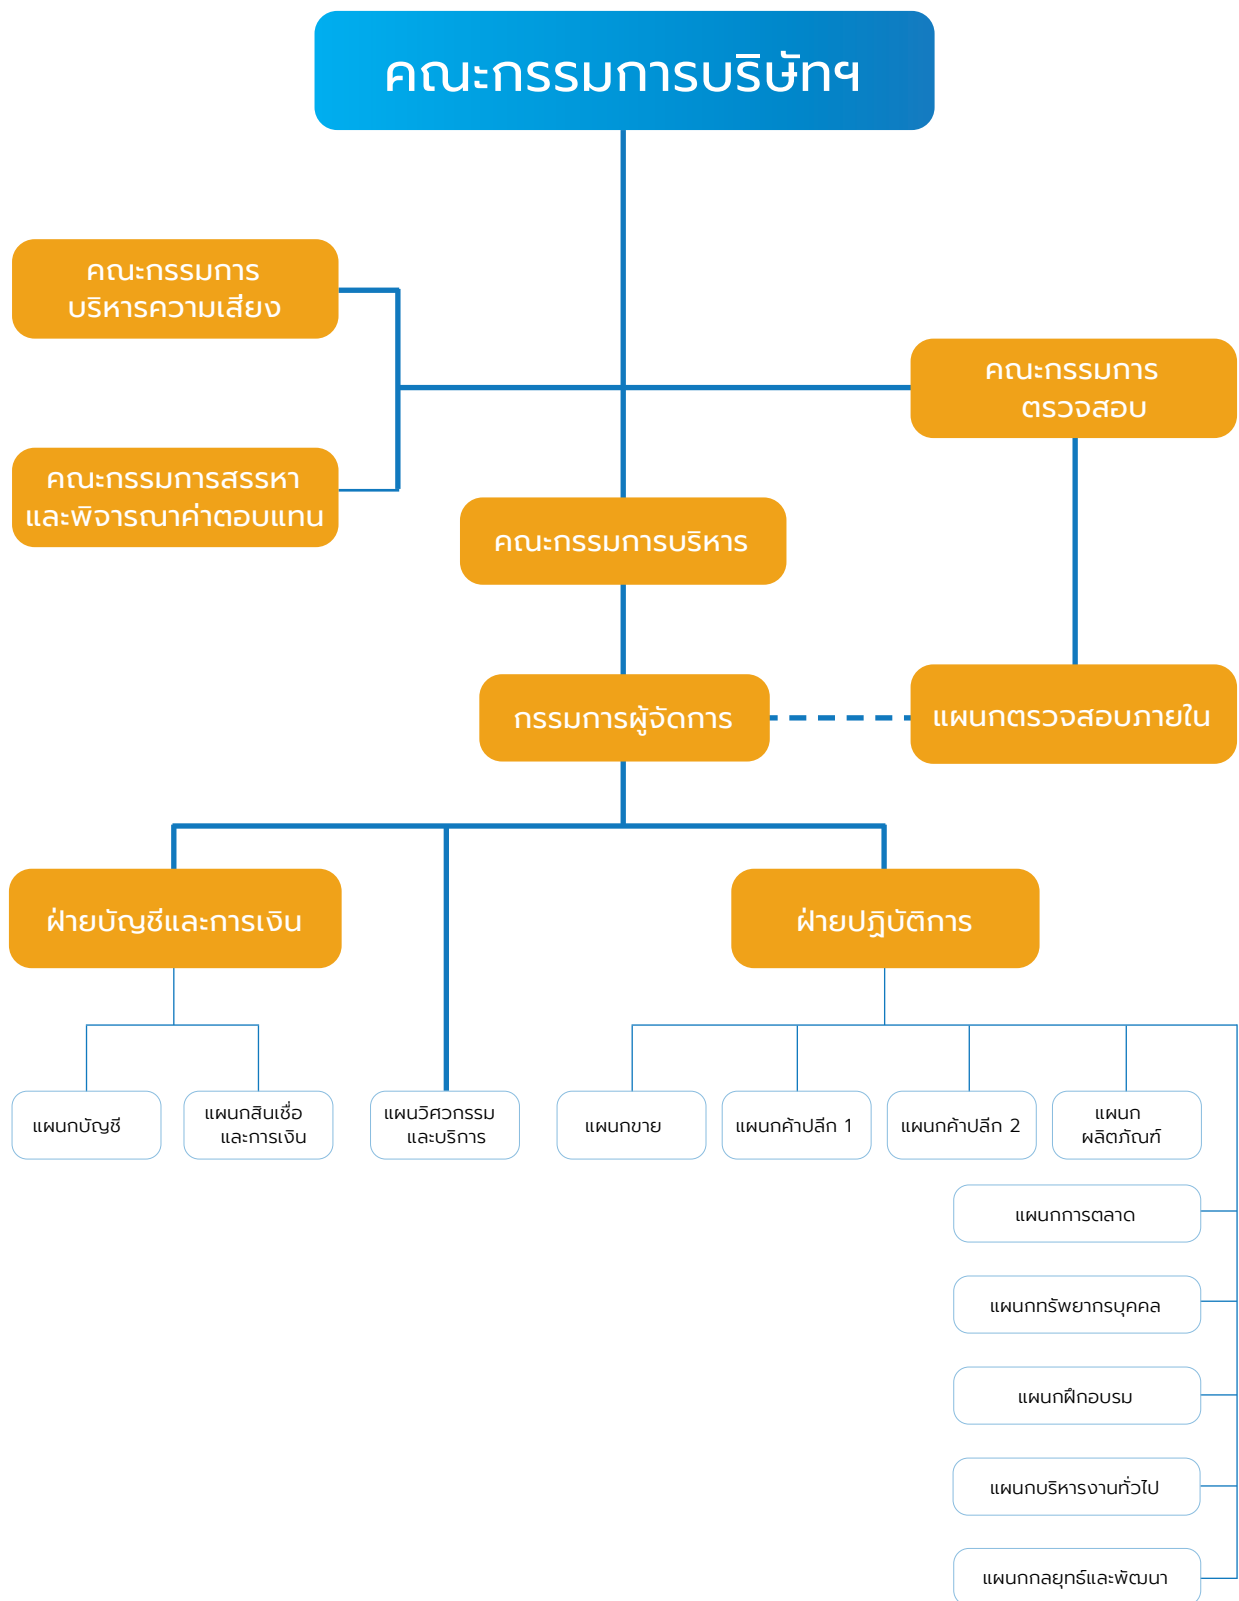 คณะกรรมการบริษัทฯ
คณะกรรมการ
บริหารความเสี่ยง
คณะกรรมการ
ตรวจสอบ
คณะกรรมการสรรหา
และพิจารณาค่าตอบแทน
คณะกรรมการบริหาร
กรรมการผู้จัดการ
แผนกตรวจสอบภายใน
ฝ่ายบัญชีและการเงิน
ฝ่ายปฏิบัติการ
แผนกบัญชี
แผนกสินเชื่อ
และการเงิน
แผนวิศวกรรม
และบริการ
แผนกขาย
แผนกค้าปลีก 1
แผนกค้าปลีก 2
แผนก
ผลิตภัณฑ์
แผนกการตลาด
แผนกทรัพยากรบุคคล
แผนกฝึกอบรม
แผนกบริหารงานทั่วไป
แผนกกลยุทธ์และพัฒนา